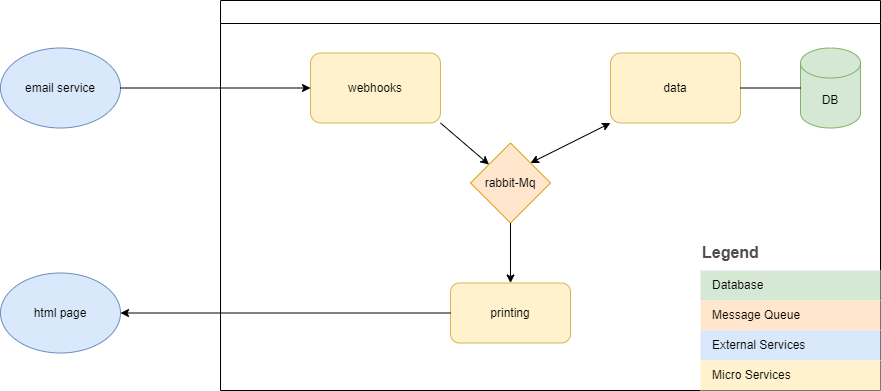 email service
webhooks
data
DB
rabbit-Mq
html page
printing
Legend
Database
Message Queue
External Services
Micro Services